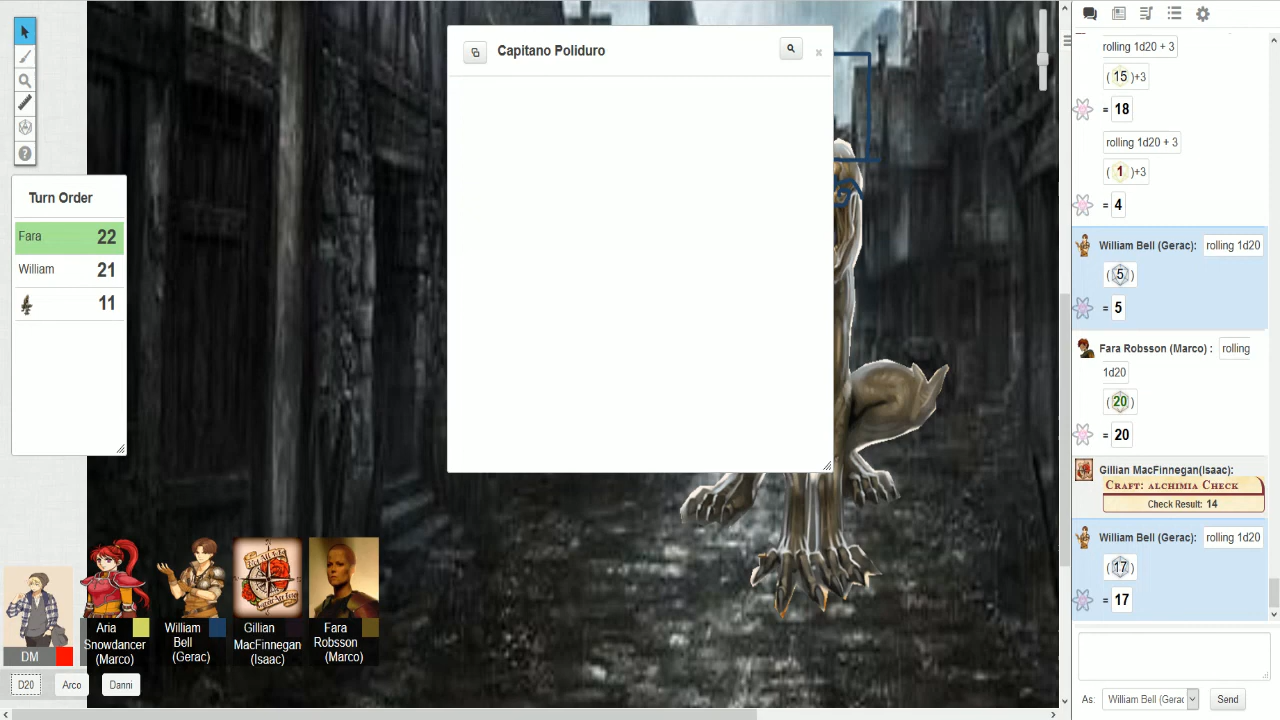 Capitano Poliduro
Turn Order
Fara 22
William 21
11
Aria
Snowdancer
(Marco)
William
Bell
(Gerac)
Gillian
MacFinnegan
(Isaac)
Fara
Robsson
(Marco)
DM
D20
Arco
Danni
rolling 1d20 + 3
(15)+3
= 18
rolling 1d20 + 3
(1)+3
= 4
William Bell (Gerac): rolling 1d20
(5)
= 5
Fara Robsson (Marco) : rolling
1d20
(20)
= 20
Gillian MacFinnegan(Isaac):
Craft: alchimia Check
Check Result: 14
William Bell (Gerac): rolling 1d20
(17)
= 17
As: William Bell (Gerac
Send